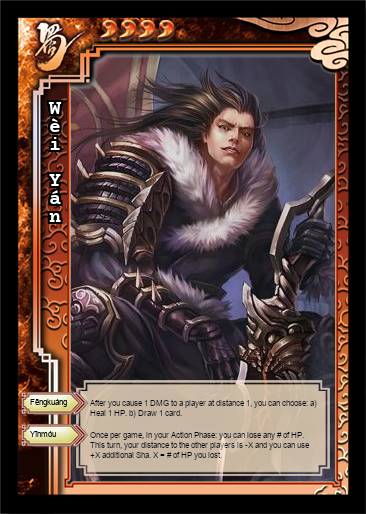 蜀
Wèi Yán
Fēngkuáng
After you cause 1 DMG to a player at distance 1, you can choose: a)
Heal 1 HP. b) Draw 1 card.
Yīnmóu
Once per game, in your Action Phase: you can lose any # of HP.
This turn, your distance to the other players is -X and you can use
+X additional Sha. X = # of HP you lost.